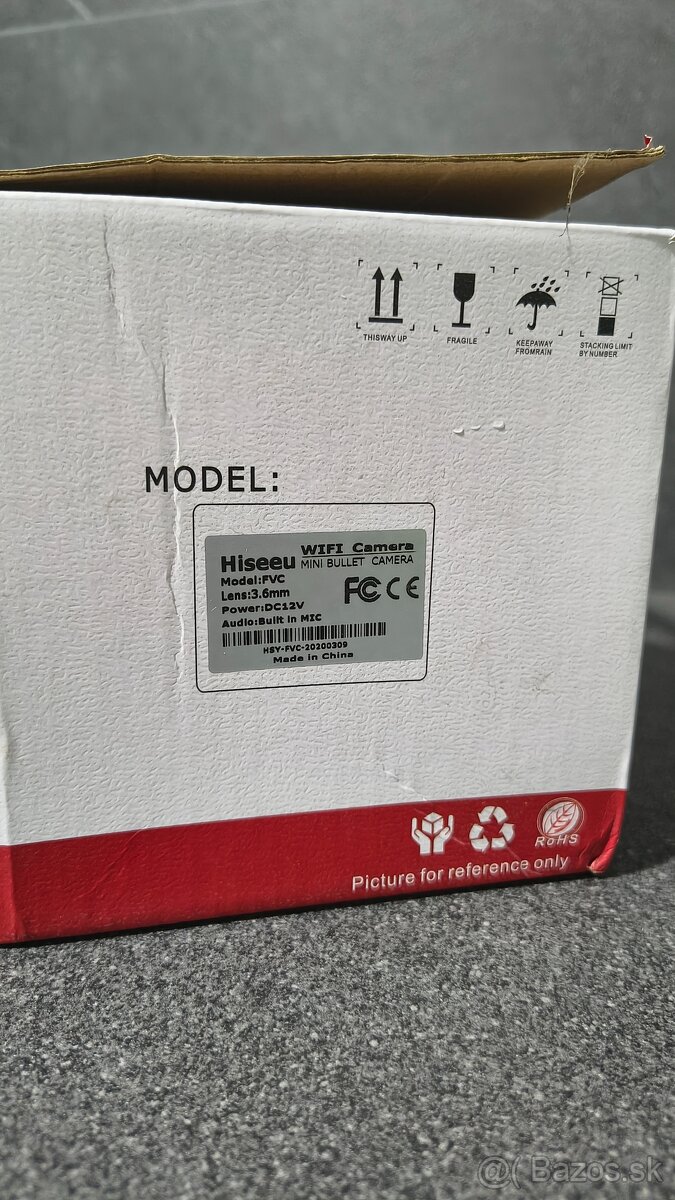 THISWAY UP
FRAGILE
KEEPAWAY
FROMRAIN
STACKING LIMIT
BY NUMBER
MODEL:
Hiseeu WIFI Camera
MINI BULLET CAMERA
Model:FVC
Lens:3.6mm
Power:DC12V
Audio:Built in MIC
FC CE
HSY-FVC-20200309
Made in China
RoHS
Picture for reference only
@( Bazos.sk